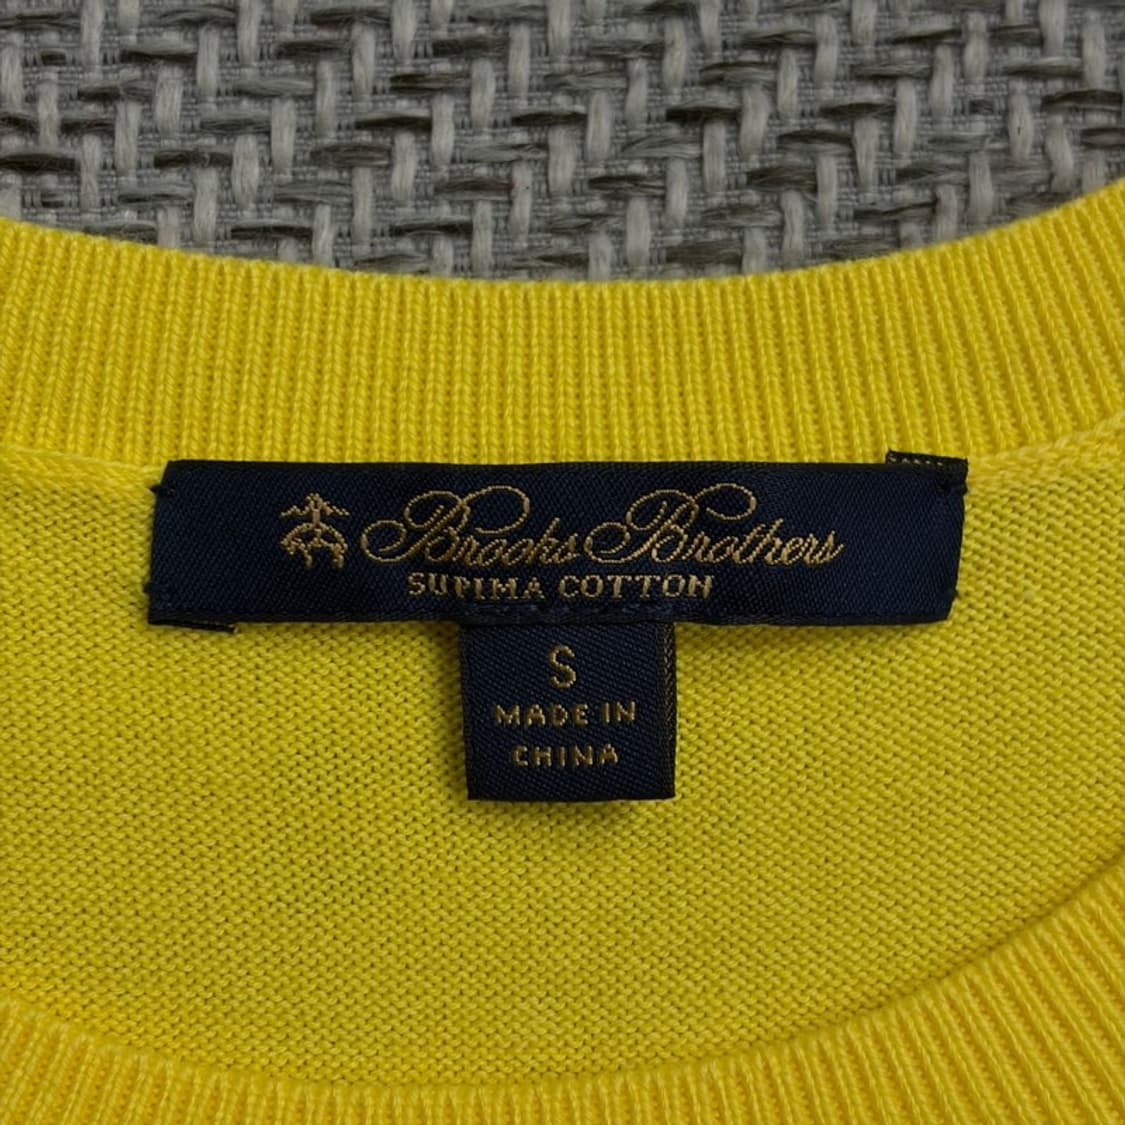 Brooks Brothers
SUPIMA COTTON
S
MADE IN
CHINA